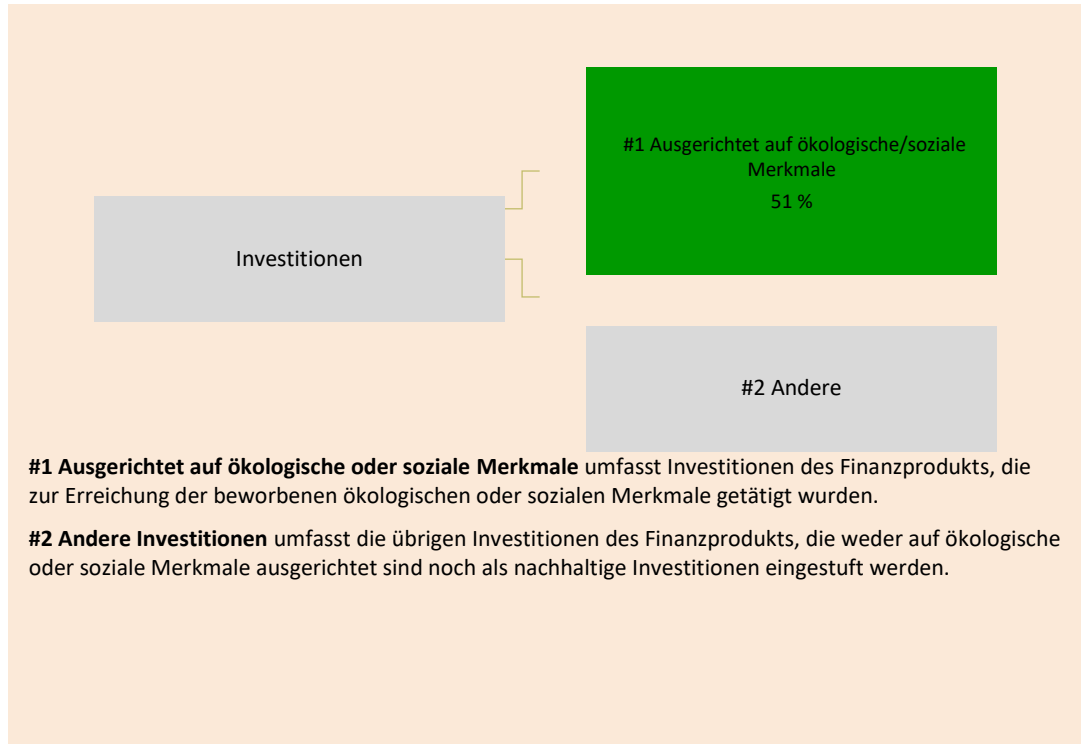 #1 Ausgerichtet auf ökologische/soziale
Merkmale
51 %
Investitionen
#2 Andere
#1 Ausgerichtet auf ökologische oder soziale Merkmale umfasst Investitionen des Finanzprodukts, die
zur Erreichung der beworbenen ökologischen oder sozialen Merkmale getätigt wurden.
#2 Andere Investitionen umfasst die übrigen Investitionen des Finanzprodukts, die weder auf ökologische
oder soziale Merkmale ausgerichtet sind noch als nachhaltige Investitionen eingestuft werden.